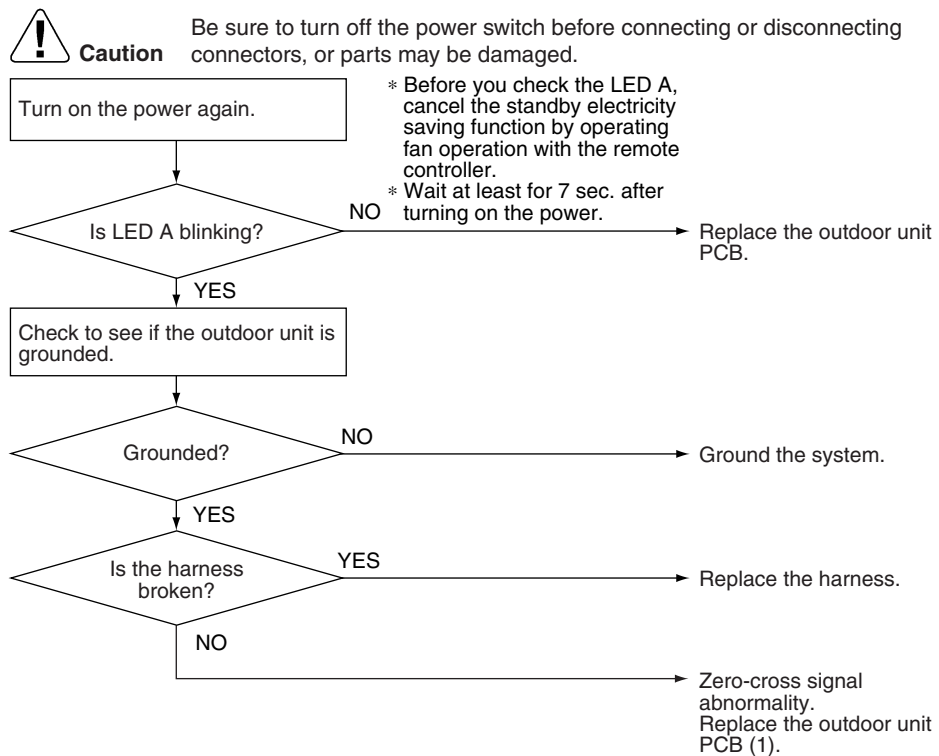 Be sure to turn off the power switch before connecting or disconnecting
Caution connectors, or parts may be damaged.
Turn on the power again.
∗ Before you check the LED A,
cancel the standby electricity
saving function by operating
fan operation with the remote
controller.
∗ Wait at least for 7 sec. after
turning on the power.
Is LED A blinking?
NO
Replace the outdoor unit
PCB.
YES
Check to see if the outdoor unit is
grounded.
Grounded?
NO
Ground the system.
YES
Is the harness
broken?
YES
Replace the harness.
NO
Zero-cross signal
abnormality.
Replace the outdoor unit
PCB (1).